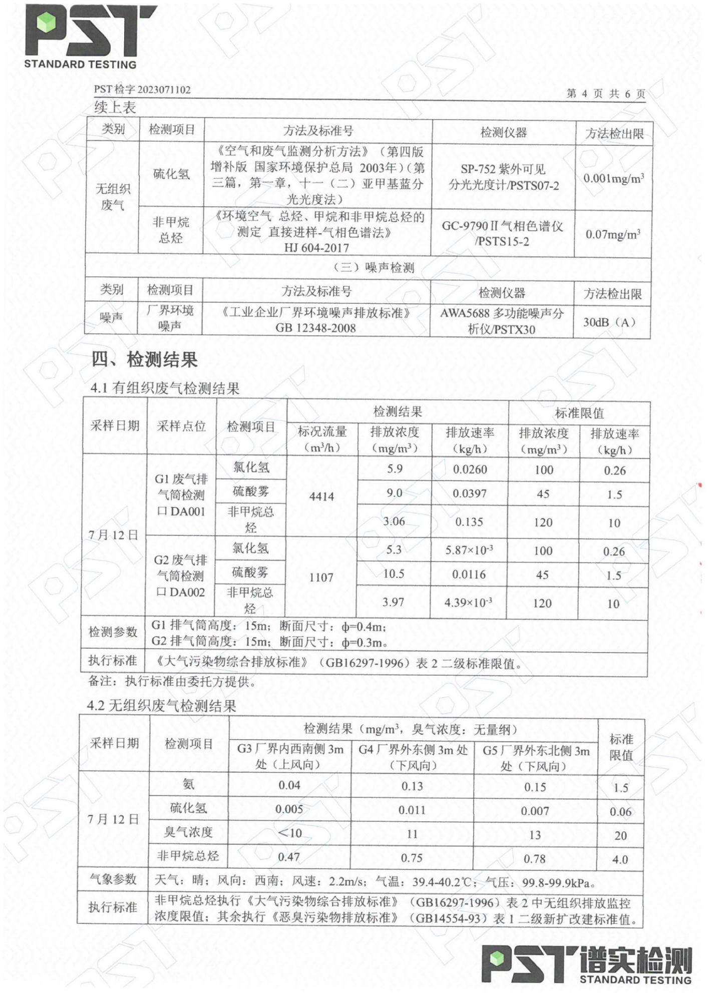 PST
STANDARD TESTING
PST检字2023071102
第 4 页 共 6 页
续上表
类别 检测项目 方法及标准号 检测仪器 方法检出限
无组织
废气
硫化氢
《空气和废气监测分析方法》（第四版
增补版 国家环境保护总局 2003年）（第
三篇，第一章，十一（二）亚甲基蓝分
光光度法）
SP-752 紫外可见
分光光度计/PSTS07-2
0.001mg/m³
非甲烷
总烃
《环境空气 总烃、甲烷和非甲烷总烃的
测定 直接进样-气相色谱法》
HJ 604-2017
GC-9790Ⅱ气相色谱仪
/PSTS15-2
0.07mg/m³
（三）噪声检测
类别 检测项目 方法及标准号 检测仪器 方法检出限
噪声
厂界环境
噪声
《工业企业厂界环境噪声排放标准》
GB 12348-2008
AWA5688 多功能噪声分
析仪/PSTX30
30dB（A）
四、检测结果
4.1 有组织废气检测结果
采样日期 采样点位 检测项目 检测结果 标准限值
标况流量
（m³/h）
排放浓度
（mg/m³）
排放速率
（kg/h）
排放浓度
（mg/m³）
排放速率
（kg/h）
7月12日
G1 废气排
气筒检测
口 DA001
氯化氢 4414 5.9 0.0260 100 0.26
硫酸雾 9.0 0.0397 45 1.5
非甲烷总
烃
3.06 0.135 120 10
G2 废气排
气筒检测
口 DA002
氯化氢 1107 5.3 5.87×10⁻³ 100 0.26
硫酸雾 10.5 0.0116 45 1.5
非甲烷总
烃
3.97 4.39×10⁻³ 120 10
检测参数
G1 排气筒高度：15m；断面尺寸：ф=0.4m；
G2 排气筒高度：15m；断面尺寸：ф=0.3m。
执行标准 《大气污染物综合排放标准》（GB16297-1996）表 2 二级标准限值。
备注：执行标准由委托方提供。
4.2 无组织废气检测结果
采样日期 检测项目 检测结果（mg/m³，臭气浓度：无量纲）
标准
限值
G3 厂界内西南侧 3m
处（上风向）
G4 厂界外东侧 3m 处
（下风向）
G5 厂界外东北侧 3m
处（下风向）
7月12日
氨 0.04 0.13 0.15 1.5
硫化氢 0.005 0.011 0.007 0.06
臭气浓度 ＜10 11 13 20
非甲烷总烃 0.47 0.75 0.78 4.0
气象参数 天气：晴；风向：西南；风速：2.2m/s；气温：39.4-40.2℃；气压：99.8-99.9kPa。
执行标准
非甲烷总烃执行《大气污染物综合排放标准》（GB16297-1996）表 2 中无组织排放监控
浓度限值；其余执行《恶臭污染物排放标准》（GB14554-93）表 1 二级新扩改建标准值。
PST谱实检测
STANDARD TESTING